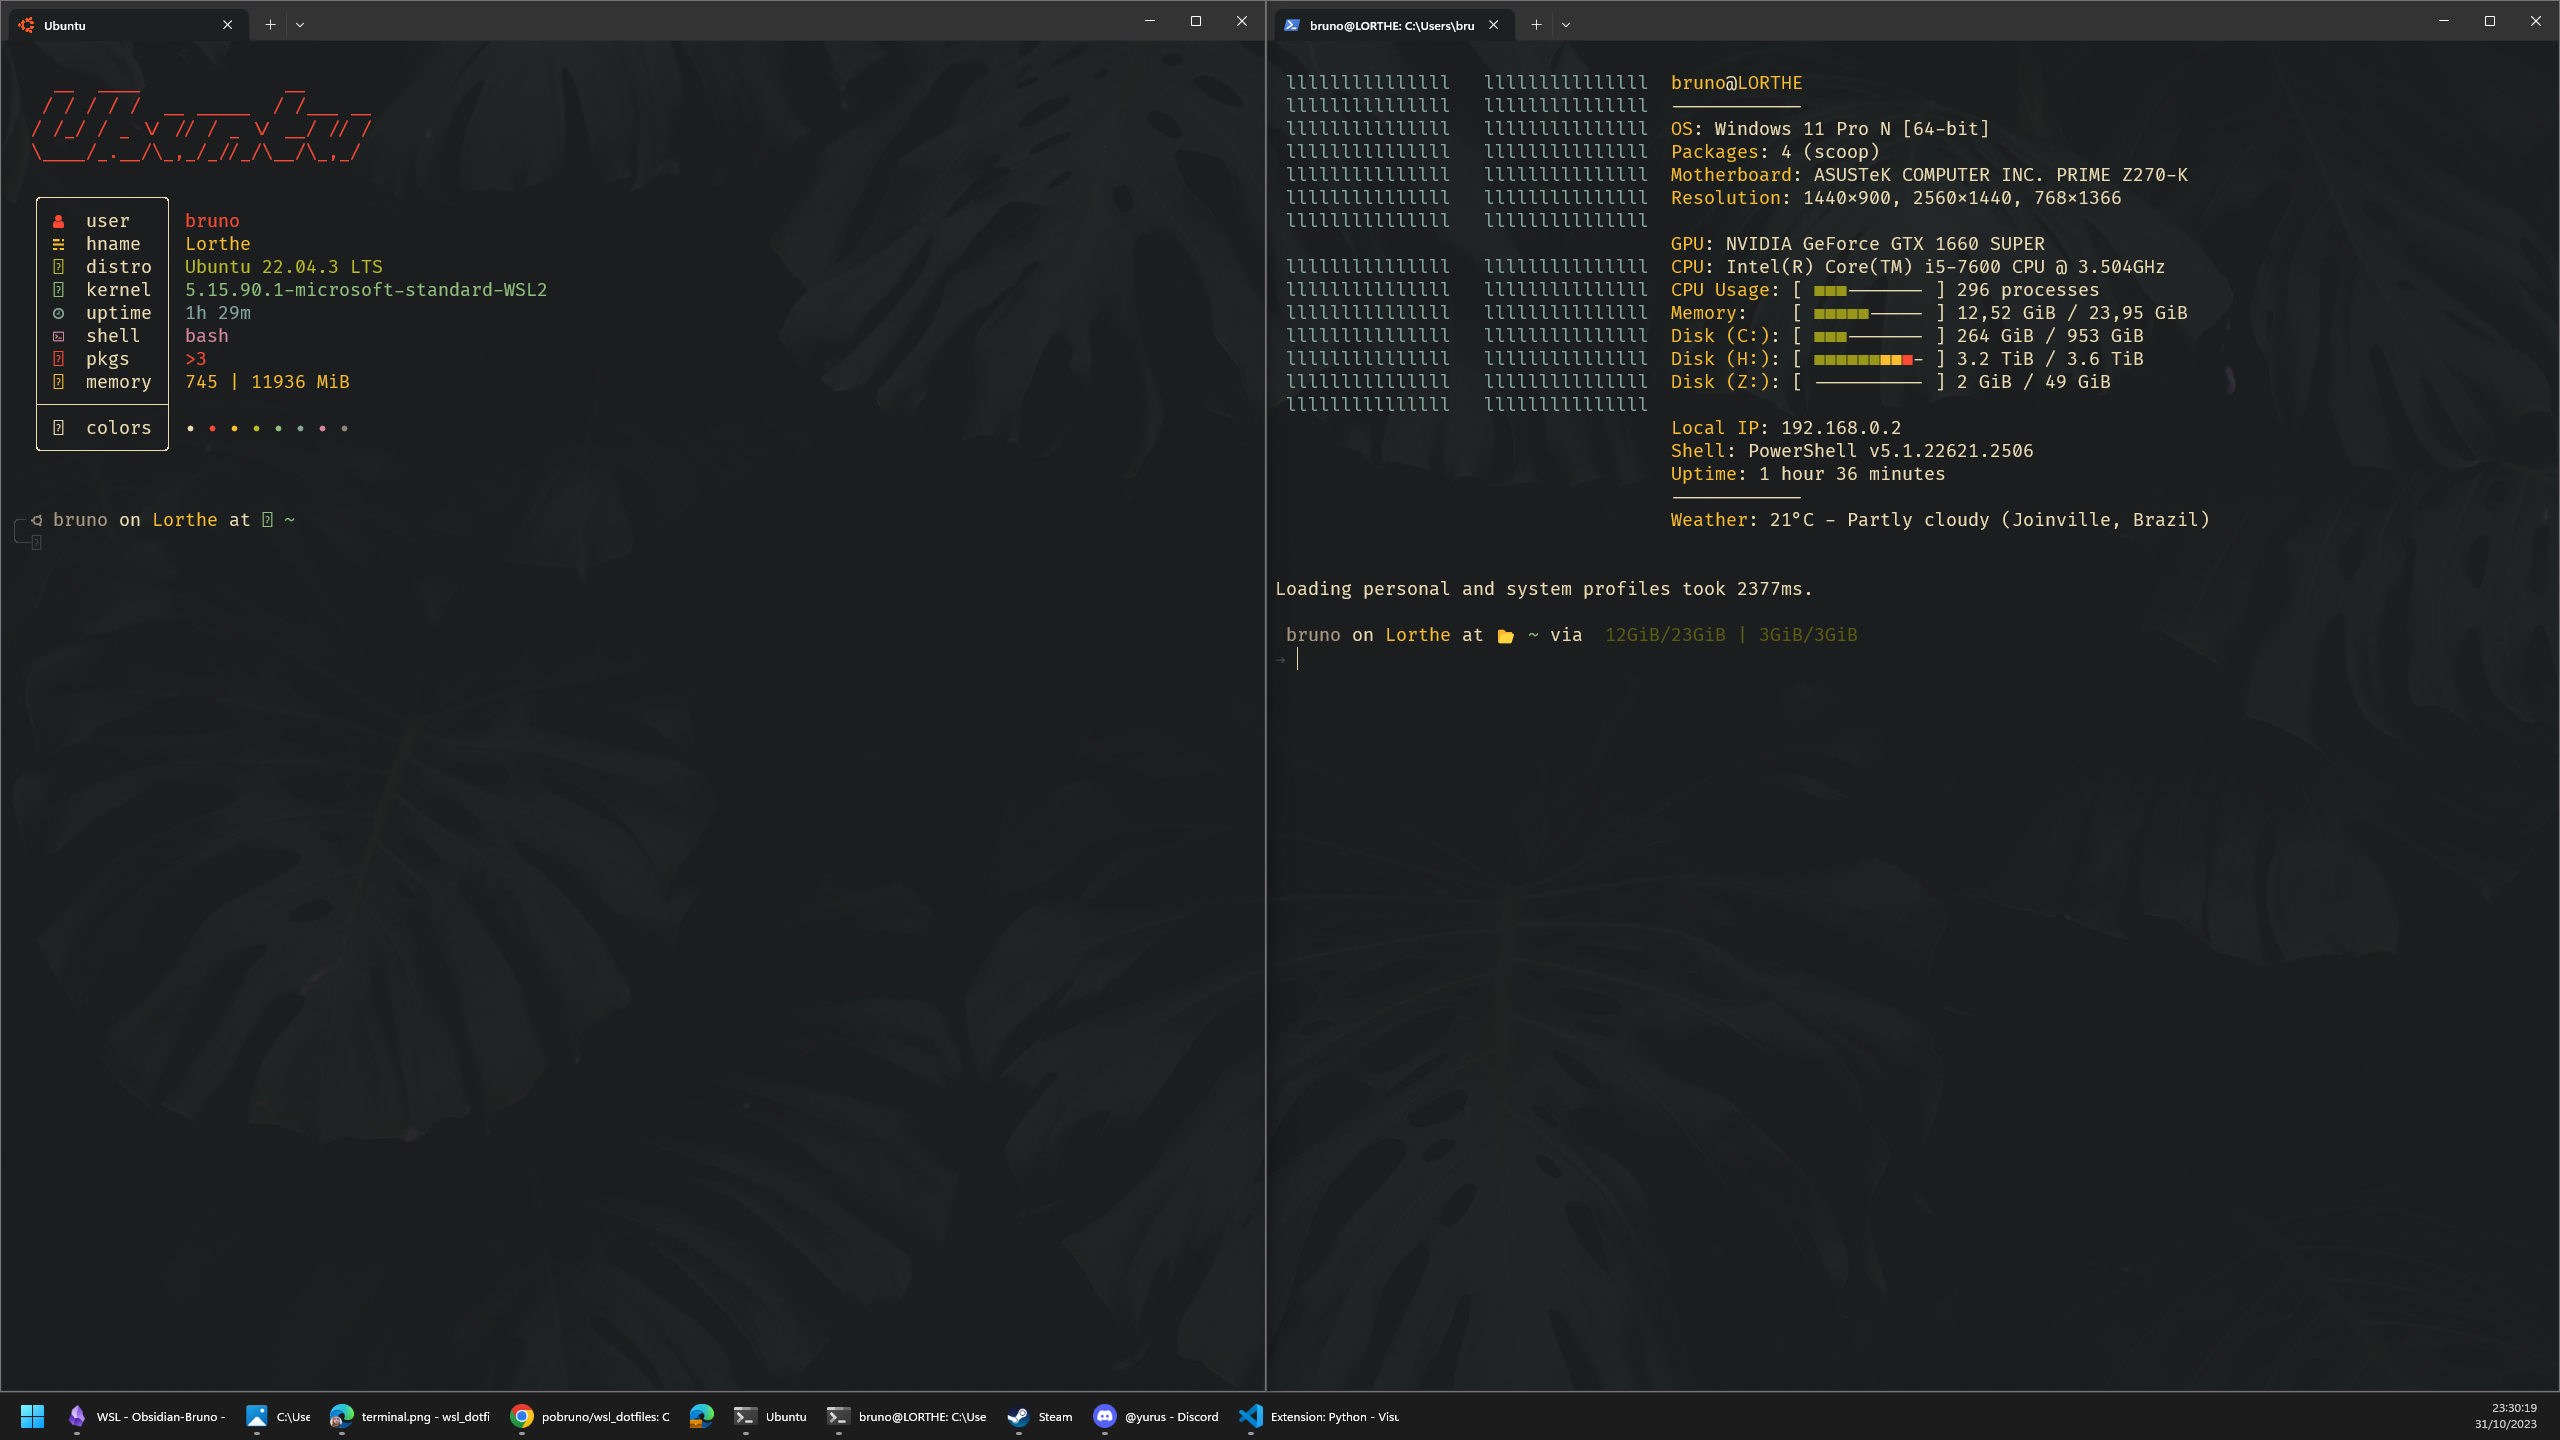 Ubuntu
user bruno
hname Lorthe
distro Ubuntu 22.04.3 LTS
kernel 5.15.90.1-microsoft-standard-WSL2
uptime 1h 29m
shell bash
pkgs >3
memory 745 | 11936 MiB
colors
bruno on Lorthe at ~
bruno@LORTHE: C:\Users\bru
bruno@LORTHE
OS: Windows 11 Pro N [64-bit]
Packages: 4 (scoop)
Motherboard: ASUSTeK COMPUTER INC. PRIME Z270-K
Resolution: 1440×900, 2560×1440, 768×1366
GPU: NVIDIA GeForce GTX 1660 SUPER
CPU: Intel(R) Core(TM) i5-7600 CPU @ 3.504GHz
CPU Usage: [ ■■■─────── ] 296 processes
Memory: [ ■■■■■───── ] 12,52 GiB / 23,95 GiB
Disk (C:): [ ■■■─────── ] 264 GiB / 953 GiB
Disk (H:): [ ■■■■■■■■■- ] 3.2 TiB / 3.6 TiB
Disk (Z:): [ ────────── ] 2 GiB / 49 GiB
Local IP: 192.168.0.2
Shell: PowerShell v5.1.22621.2506
Uptime: 1 hour 36 minutes
Weather: 21°C - Partly cloudy (Joinville, Brazil)
Loading personal and system profiles took 2377ms.
bruno on Lorthe at ~ via 12GiB/23GiB | 3GiB/3GiB
→
WSL - Obsidian-Bruno - C:\Use terminal.png - wsl_dotfi pobruno/wsl_dotfiles: C Ubuntu bruno@LORTHE: C:\Use Steam @yurus - Discord Extension: Python - Visu
23:30:19
31/10/2023